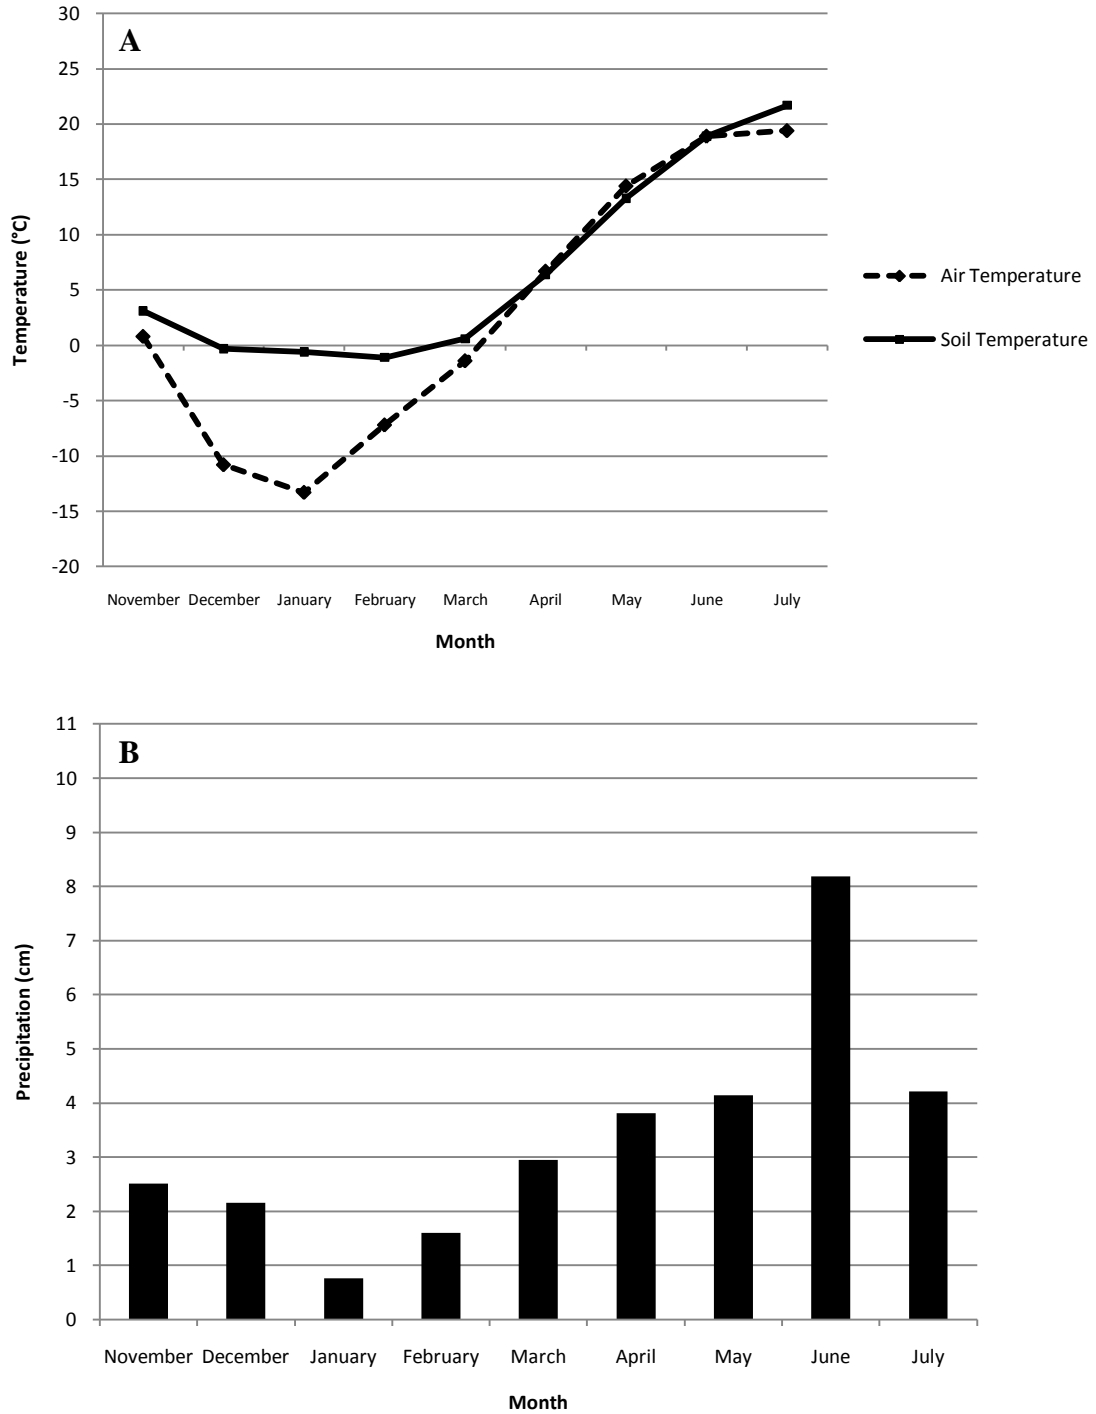 30
A
25
20
15
10
5
0
-5
-10
-15
-20
Temperature (°C)
Air Temperature
Soil Temperature
November December January February March April May June July
Month
11
B
10
9
8
7
6
5
4
3
2
1
0
Precipitation (cm)
November December January February March April May June July
Month